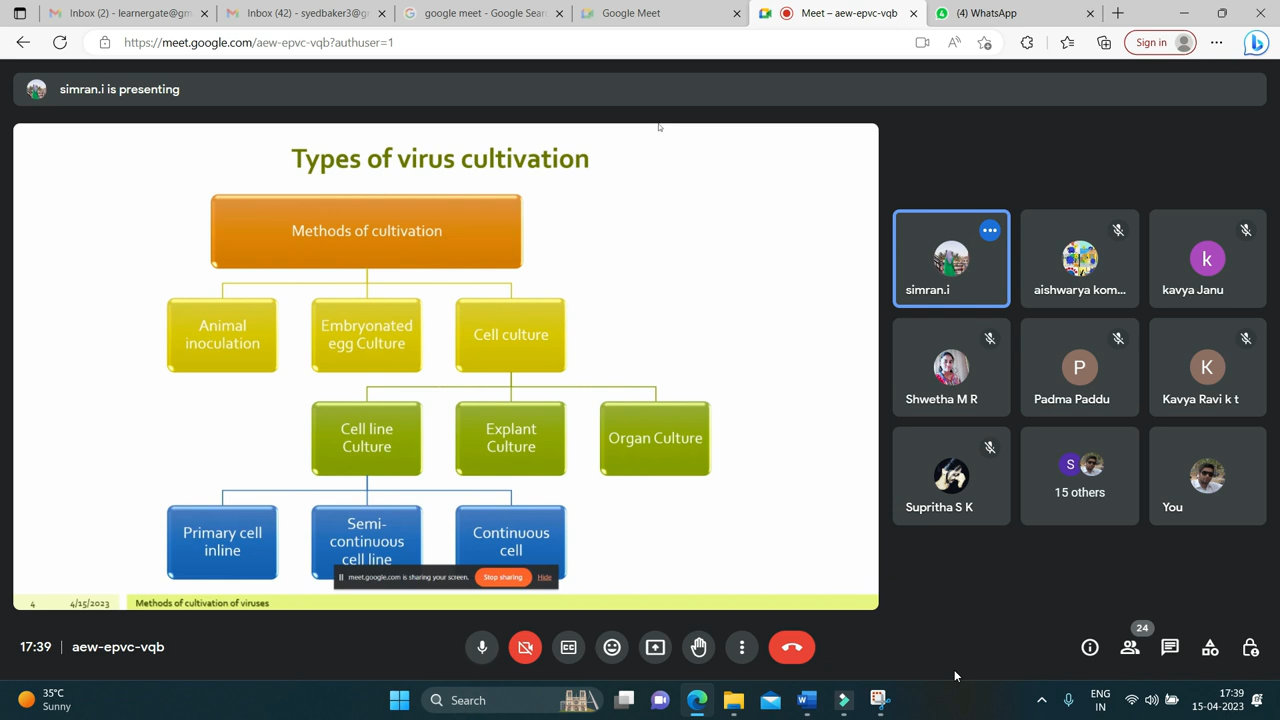 Inbox (2) - learnergate@gm
Inbox (42) - syedbaker3@gr
google meet - Google Sear
Google Meet
Meet – aew-epvc-vqb
(4) WhatsApp
https://meet.google.com/aew-epvc-vqb?authuser=1
Sign in
simran.i is presenting
Types of virus cultivation
Methods of cultivation
Animal
inoculation
Embryonated
egg Culture
Cell culture
Cell line
Culture
Explant
Culture
Organ Culture
Primary cell
inline
Semi-
continuous
cell line
Continuous
cell
meet.google.com is sharing your screen.
Stop sharing
Hide
4
4/15/2023
Methods of cultivation of viruses
simran.i
aishwarya kom...
k
kavya Janu
Shwetha M R
P
Padma Paddu
K
Kavya Ravi k t
Supritha S K
S
15 others
You
17:39
aew-epvc-vqb
24
35°C
Sunny
Search
ENG
IN
17:39
15-04-2023